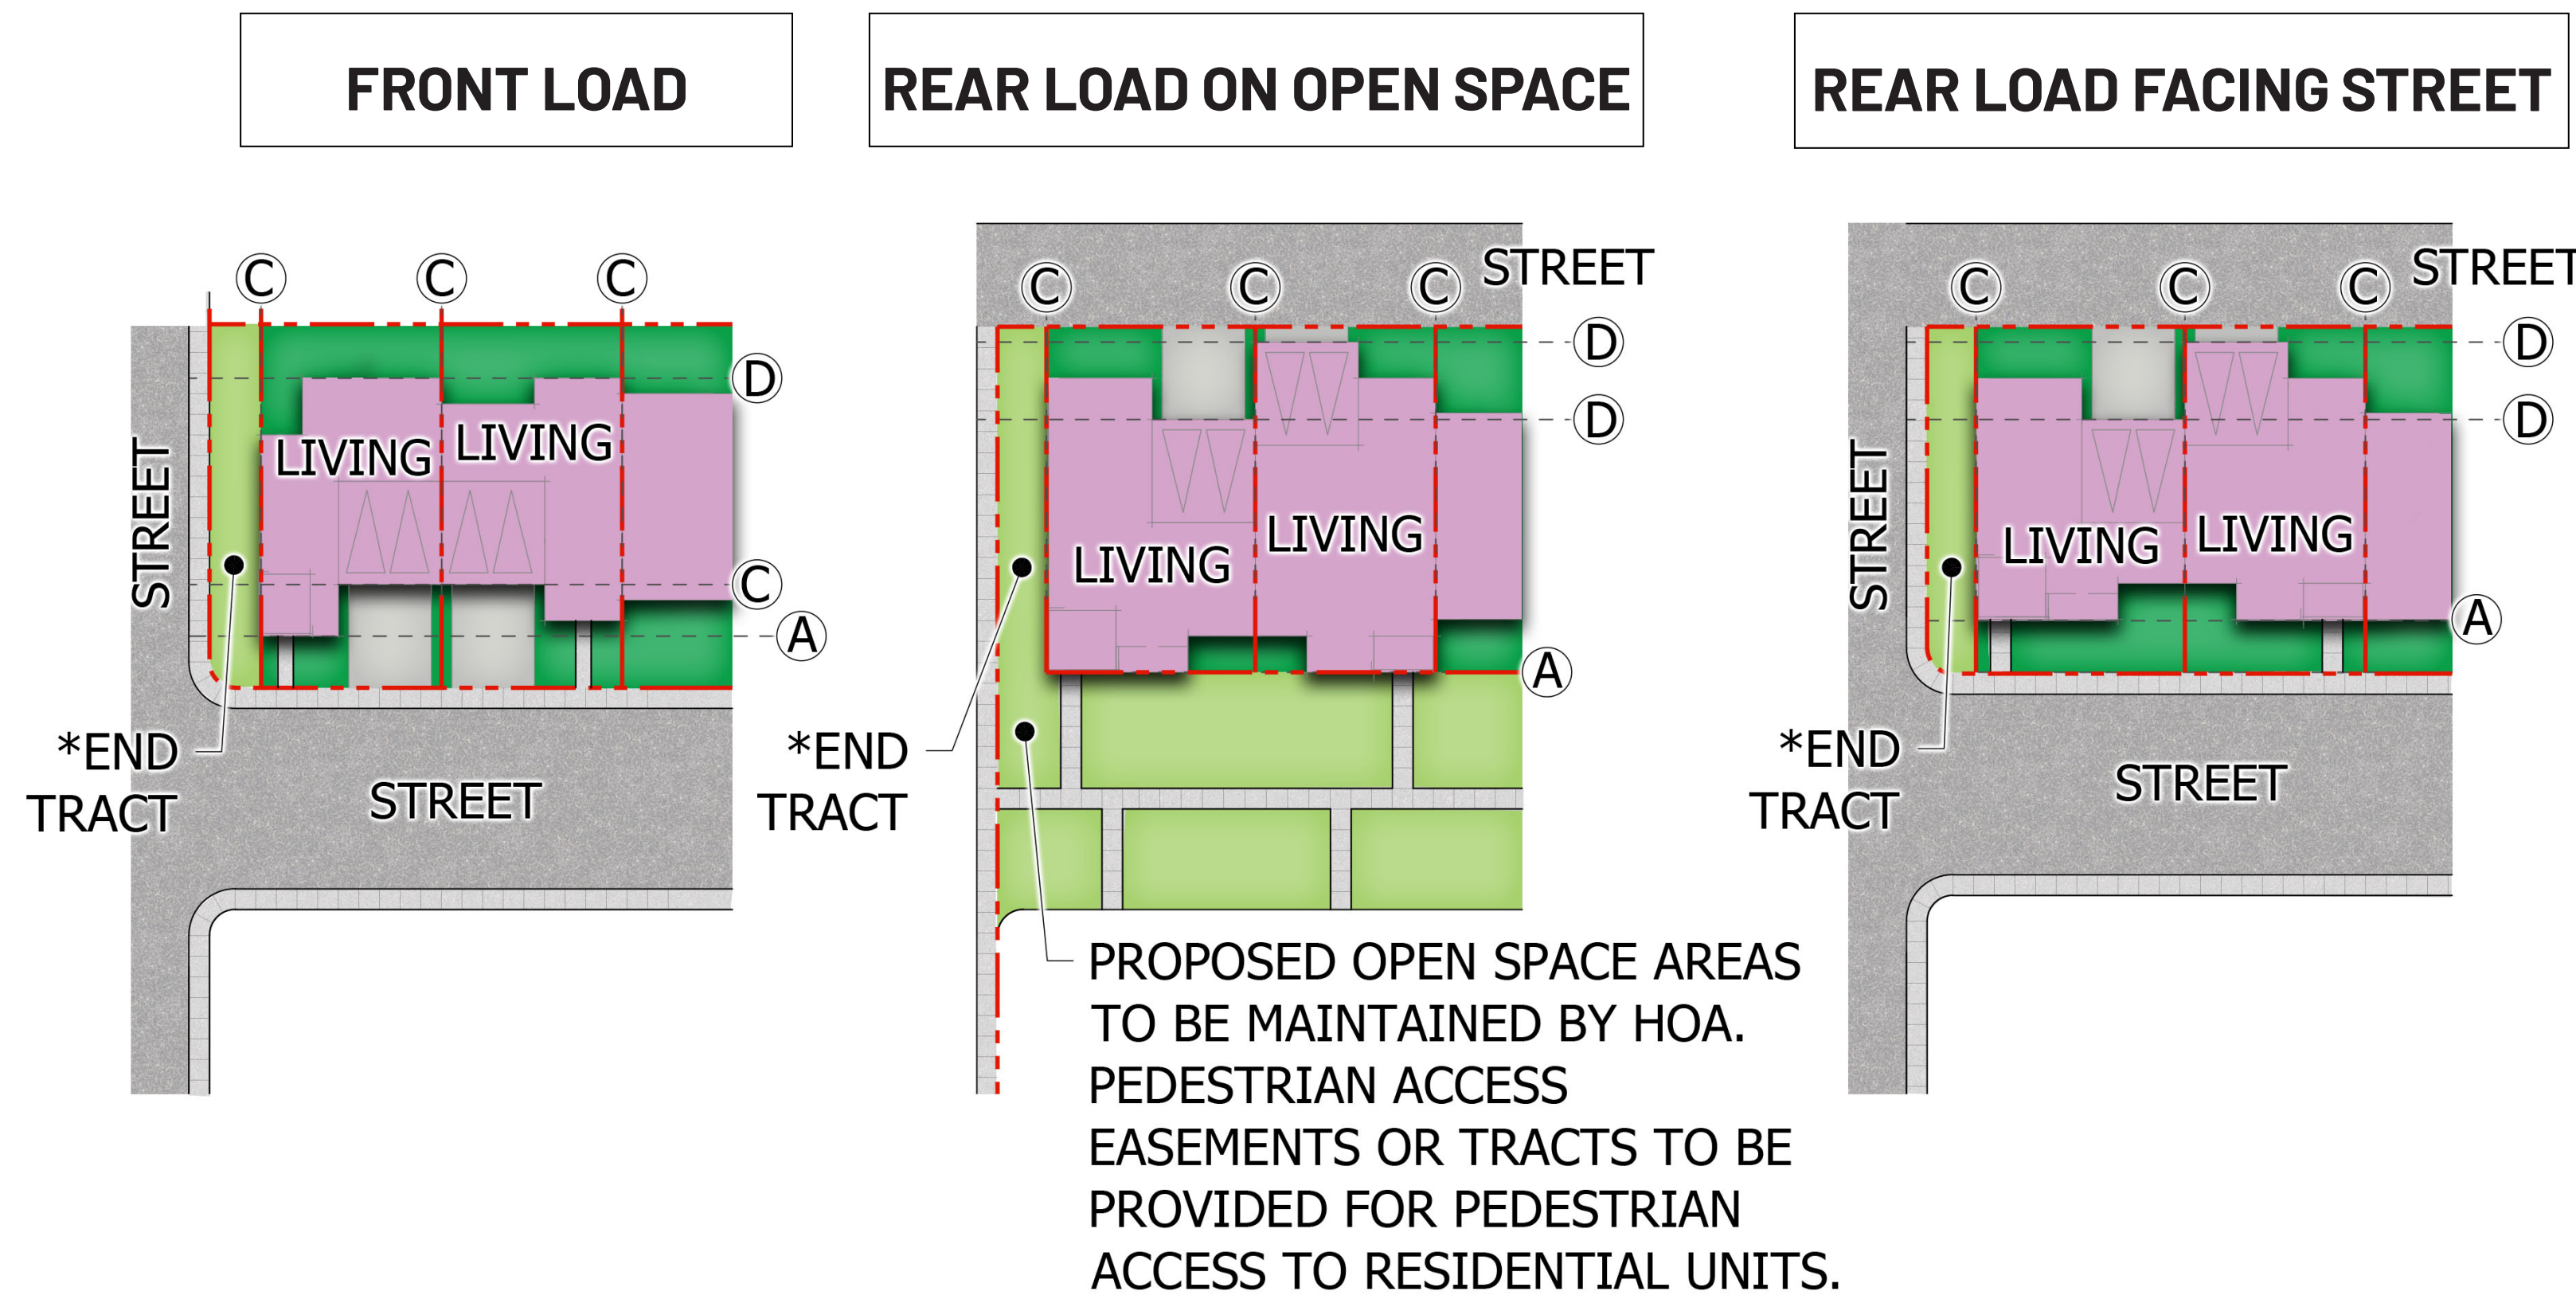 FRONT LOAD
C
C
C
LIVING
LIVING
D
C
A
STREET
*END
TRACT
STREET
REAR LOAD ON OPEN SPACE
STREET
C
C
C
D
D
LIVING
LIVING
A
*END
TRACT
PROPOSED OPEN SPACE AREAS
TO BE MAINTAINED BY HOA.
PEDESTRIAN ACCESS
EASEMENTS OR TRACTS TO BE
PROVIDED FOR PEDESTRIAN
ACCESS TO RESIDENTIAL UNITS.
REAR LOAD FACING STREET
STREET
C
C
C
D
D
STREET
LIVING
LIVING
A
*END
TRACT
STREET